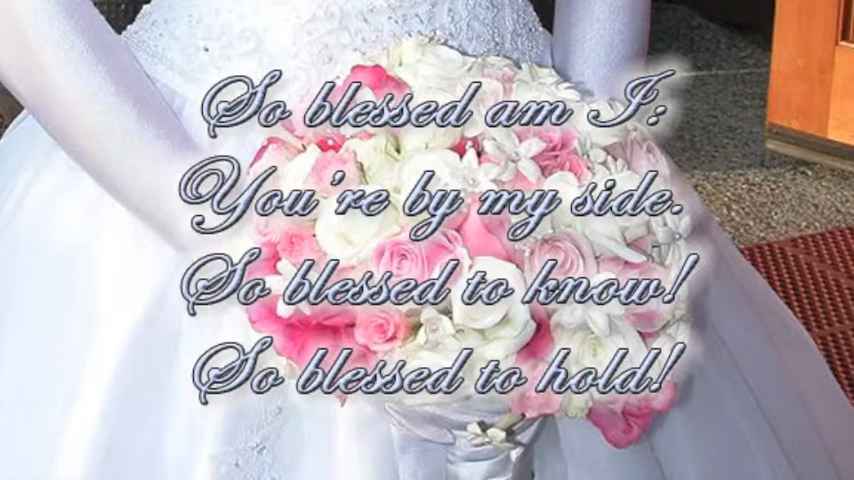 So blessed am I:
You're by my side.
So blessed to know!
So blessed to hold!